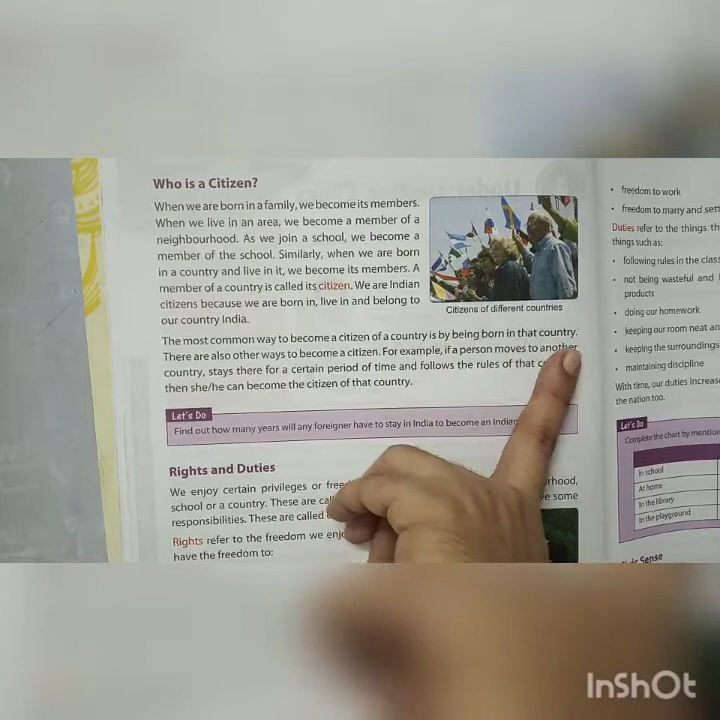 Who is a Citizen?
When we are born in a family, we become its members.
When we live in an area, we become a member of a
neighbourhood. As we join a school, we become a
member of the school. Similarly, when we are born
in a country and live in it, we become its members. A
member of a country is called its citizen. We are Indian
citizens because we are born in, live in and belong to
our country India.
Citizens of different countries
The most common way to become a citizen of a country is by being born in that country.
There are also other ways to become a citizen. For example, if a person moves to another
country, stays there for a certain period of time and follows the rules of that
then she/he can become the citizen of that country.
Let's Do
Find out how many years will any foreigner have to stay in India to become an Indian
Rights and Duties
We enjoy certain privileges or
school or a country. These are
responsibilities. These are called
some
Rights refer to the freedom we
have the freedom to:
• freedom to work
• freedom to marry and
Duties refer to the things
things such as:
• following rules in the
• not being wasteful and
products
• doing our homework
• keeping our room neat
• keeping the surroundings
• maintaining discipline
With time, our duties
the nation too.
Let's Do
Complete the chart by
In school
At home
In the library
In the playground
Sense
InShOt